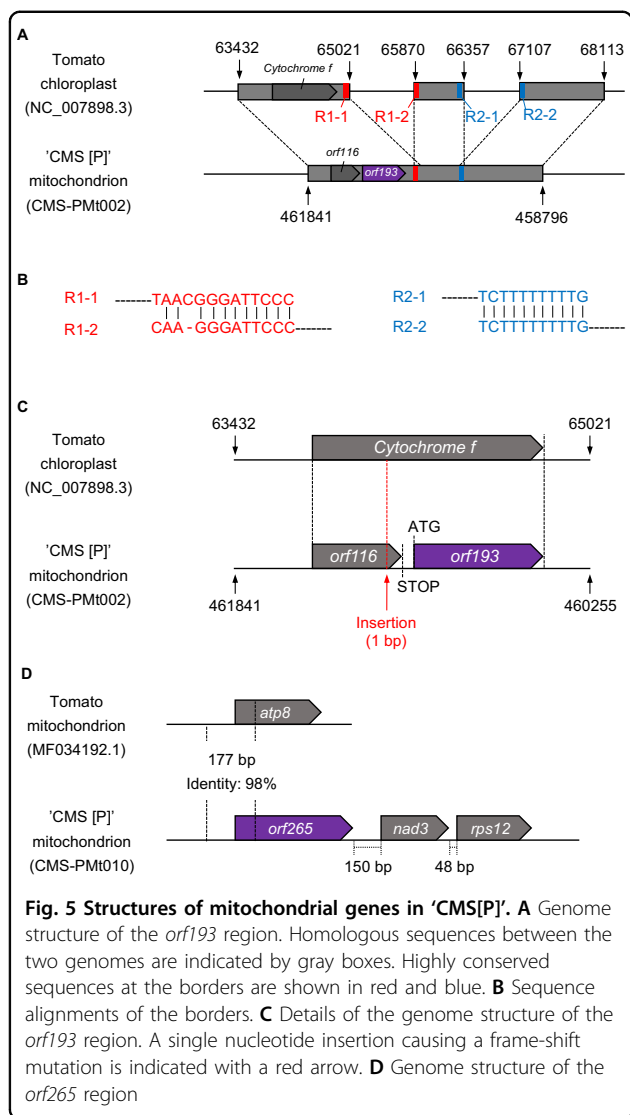 A
63432 65021 65870 66357 67107 68113
Tomato
chloroplast
(NC_007898.3)
Cytochrome f
R1-1 R1-2 R2-1 R2-2
'CMS [P]'
mitochondrion
(CMS-PMt002)
orf116
orf193
461841 458796
B
R1-1 ------TAACGGGATTCCC
R1-2 CAA-GGGATTCCC------
R2-1 ------TCTTTTTTTTG
R2-2 TCTTTTTTTTG------
C
63432 65021
Tomato
chloroplast
(NC_007898.3)
Cytochrome f
'CMS [P]'
mitochondrion
(CMS-PMt002)
ATG
orf116 orf193
STOP
461841 460255
Insertion
(1 bp)
D
Tomato
mitochondrion
(MF034192.1)
atp8
177 bp
Identity: 98%
'CMS [P]'
mitochondrion
(CMS-PMt010)
orf265 nad3 rps12
150 bp 48 bp
Fig. 5 Structures of mitochondrial genes in 'CMS[P]'. A Genome
structure of the orf193 region. Homologous sequences between the
two genomes are indicated by gray boxes. Highly conserved
sequences at the borders are shown in red and blue. B Sequence
alignments of the borders. C Details of the genome structure of the
orf193 region. A single nucleotide insertion causing a frame-shift
mutation is indicated with a red arrow. D Genome structure of the
orf265 region